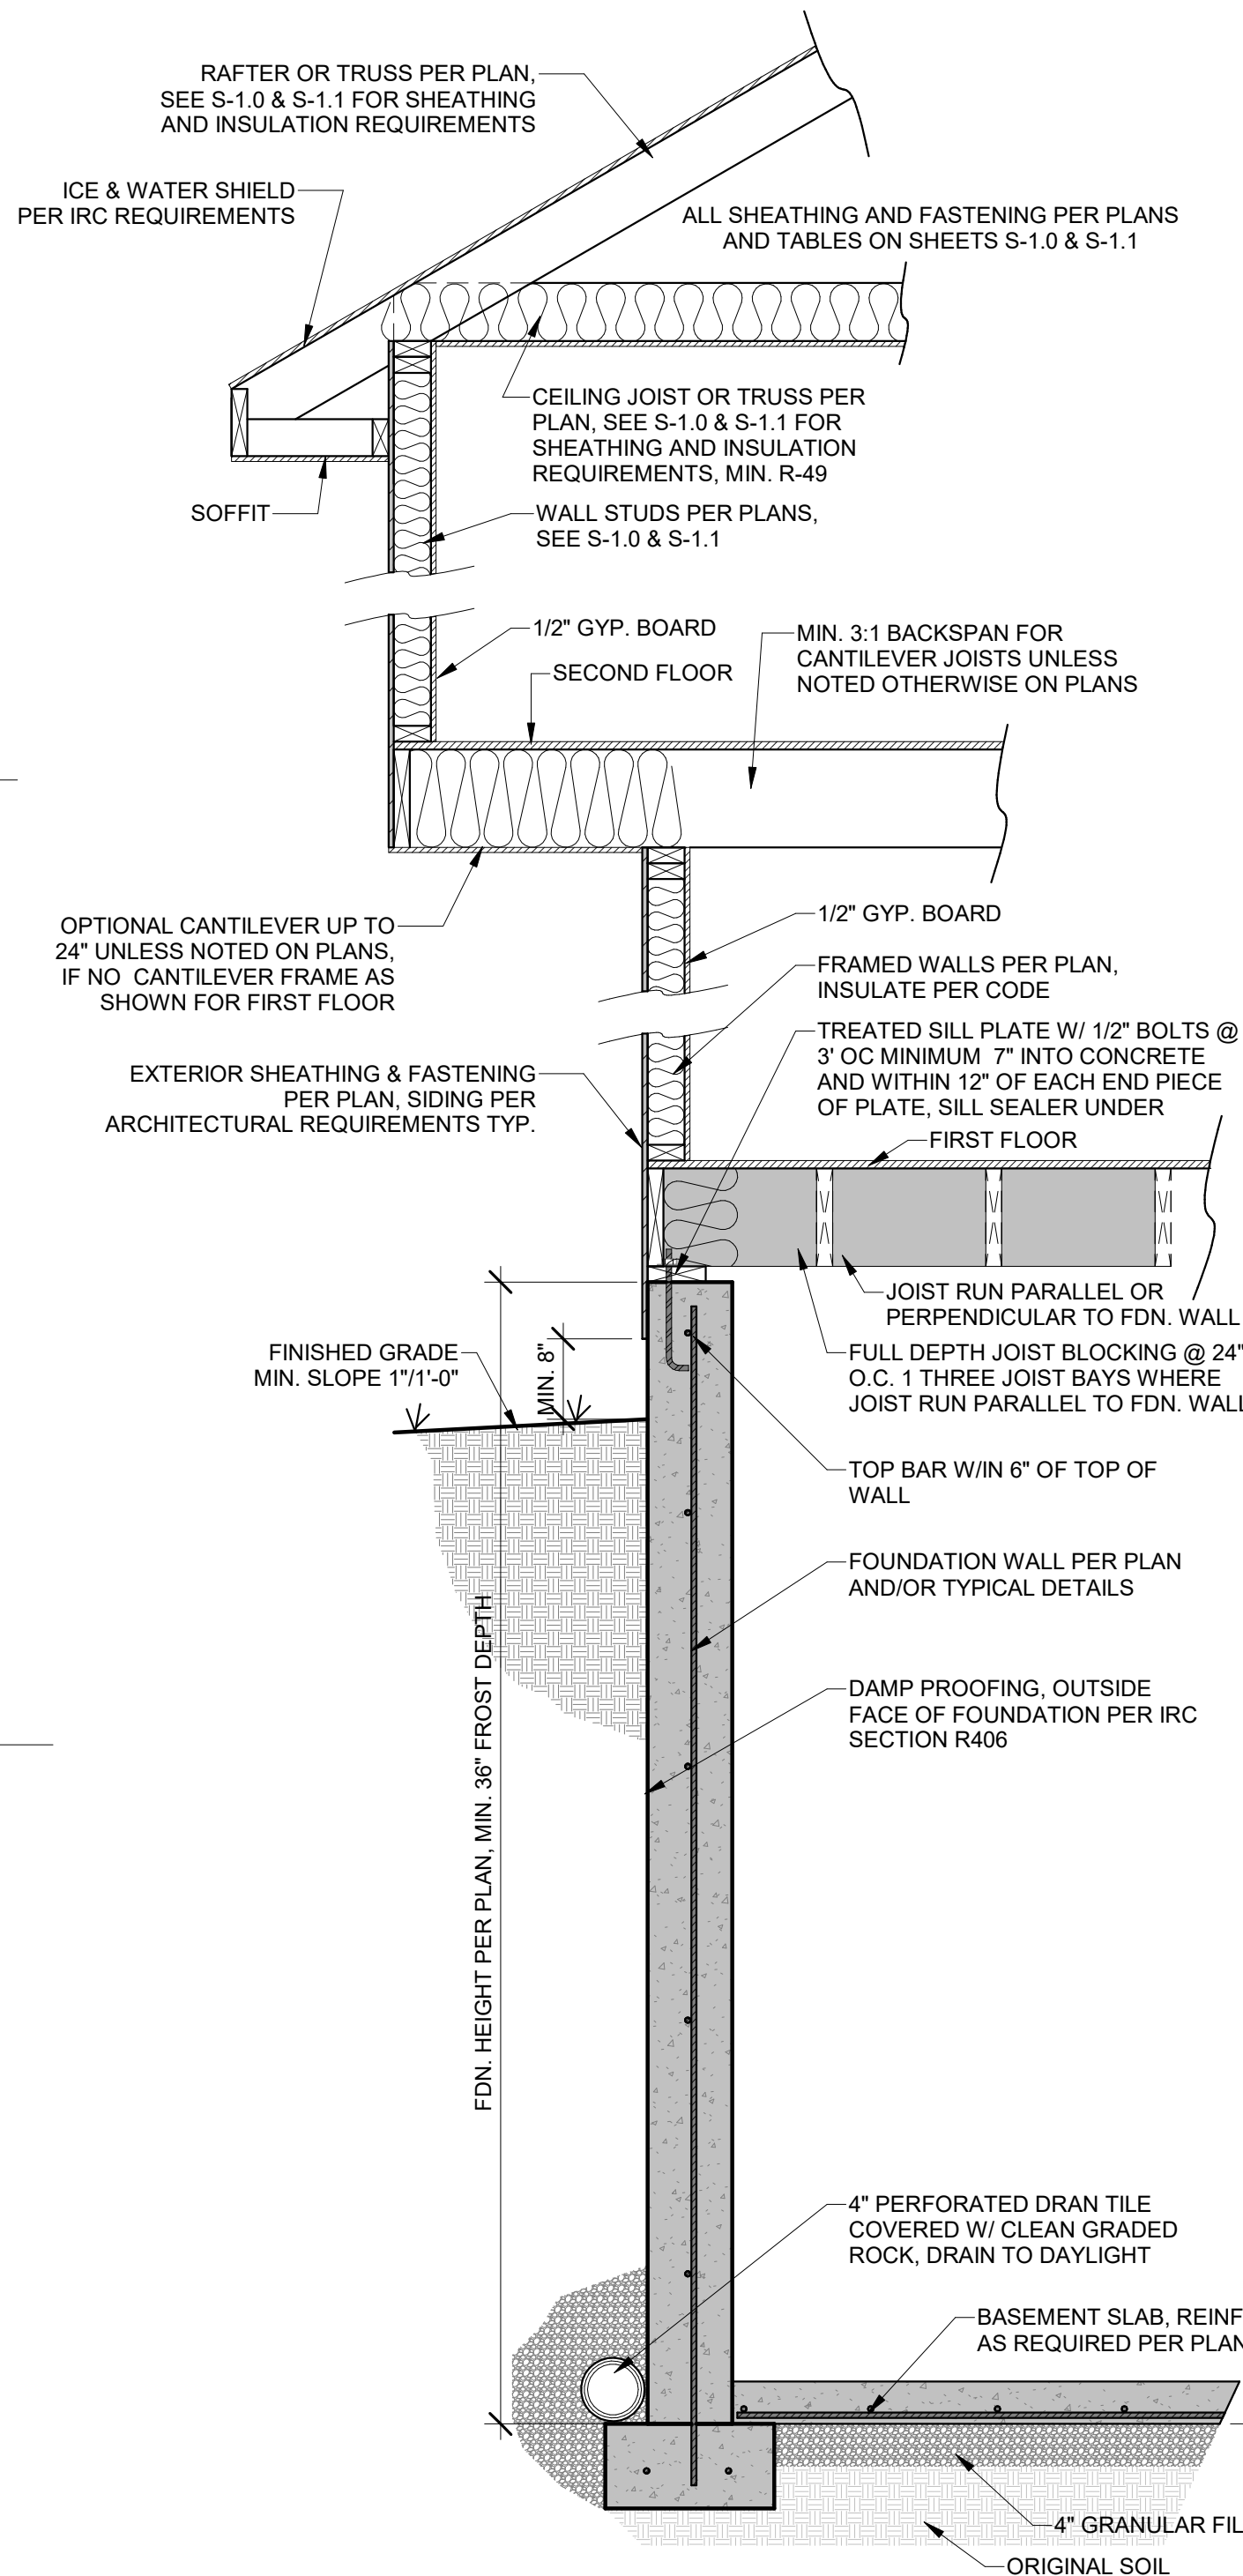 RAFTER OR TRUSS PER PLAN,
SEE S-1.0 & S-1.1 FOR SHEATHING
AND INSULATION REQUIREMENTS
ICE & WATER SHIELD
PER IRC REQUIREMENTS
ALL SHEATHING AND FASTENING PER PLANS
AND TABLES ON SHEETS S-1.0 & S-1.1
CEILING JOIST OR TRUSS PER
PLAN, SEE S-1.0 & S-1.1 FOR
SHEATHING AND INSULATION
REQUIREMENTS, MIN. R-49
SOFFIT
WALL STUDS PER PLANS,
SEE S-1.0 & S-1.1
1/2" GYP. BOARD
SECOND FLOOR
MIN. 3:1 BACKSPAN FOR
CANTILEVER JOISTS UNLESS
NOTED OTHERWISE ON PLANS
OPTIONAL CANTILEVER UP TO
24" UNLESS NOTED ON PLANS,
IF NO CANTILEVER FRAME AS
SHOWN FOR FIRST FLOOR
1/2" GYP. BOARD
FRAMED WALLS PER PLAN,
INSULATE PER CODE
EXTERIOR SHEATHING & FASTENING
PER PLAN, SIDING PER
ARCHITECTURAL REQUIREMENTS TYP.
TREATED SILL PLATE W/ 1/2" BOLTS @
3' OC MINIMUM 7" INTO CONCRETE
AND WITHIN 12" OF EACH END PIECE
OF PLATE, SILL SEALER UNDER
FIRST FLOOR
JOIST RUN PARALLEL OR
PERPENDICULAR TO FDN. WALL
FINISHED GRADE
MIN. SLOPE 1"/1'-0"
MIN. 8"
FULL DEPTH JOIST BLOCKING @ 24"
O.C. 1 THREE JOIST BAYS WHERE
JOIST RUN PARALLEL TO FDN. WALL
TOP BAR W/IN 6" OF TOP OF
WALL
FOUNDATION WALL PER PLAN
AND/OR TYPICAL DETAILS
DAMP PROOFING, OUTSIDE
FACE OF FOUNDATION PER IRC
SECTION R406
FDN. HEIGHT PER PLAN, MIN. 36" FROST DEPTH
4" PERFORATED DRAN TILE
COVERED W/ CLEAN GRADED
ROCK, DRAIN TO DAYLIGHT
BASEMENT SLAB, REINF
AS REQUIRED PER PLAN
4" GRANULAR FIL
ORIGINAL SOIL